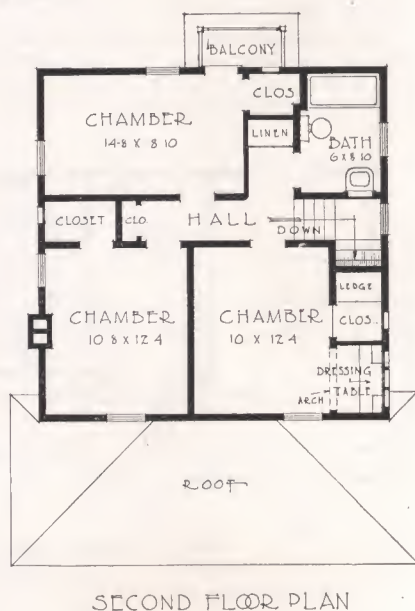 BALCONY
CLOS
CHAMBER
14-8 X 8 10
LINEN
BATH
6 X 8 10
CLOSET
CLO.
HALL
DOWN
LEDGE
CHAMBER
10 8 X 12 4
CHAMBER
10 X 12 4
CLOS.
DRESSING
TABLE
ARCH
ROOF
SECOND FLOOR PLAN